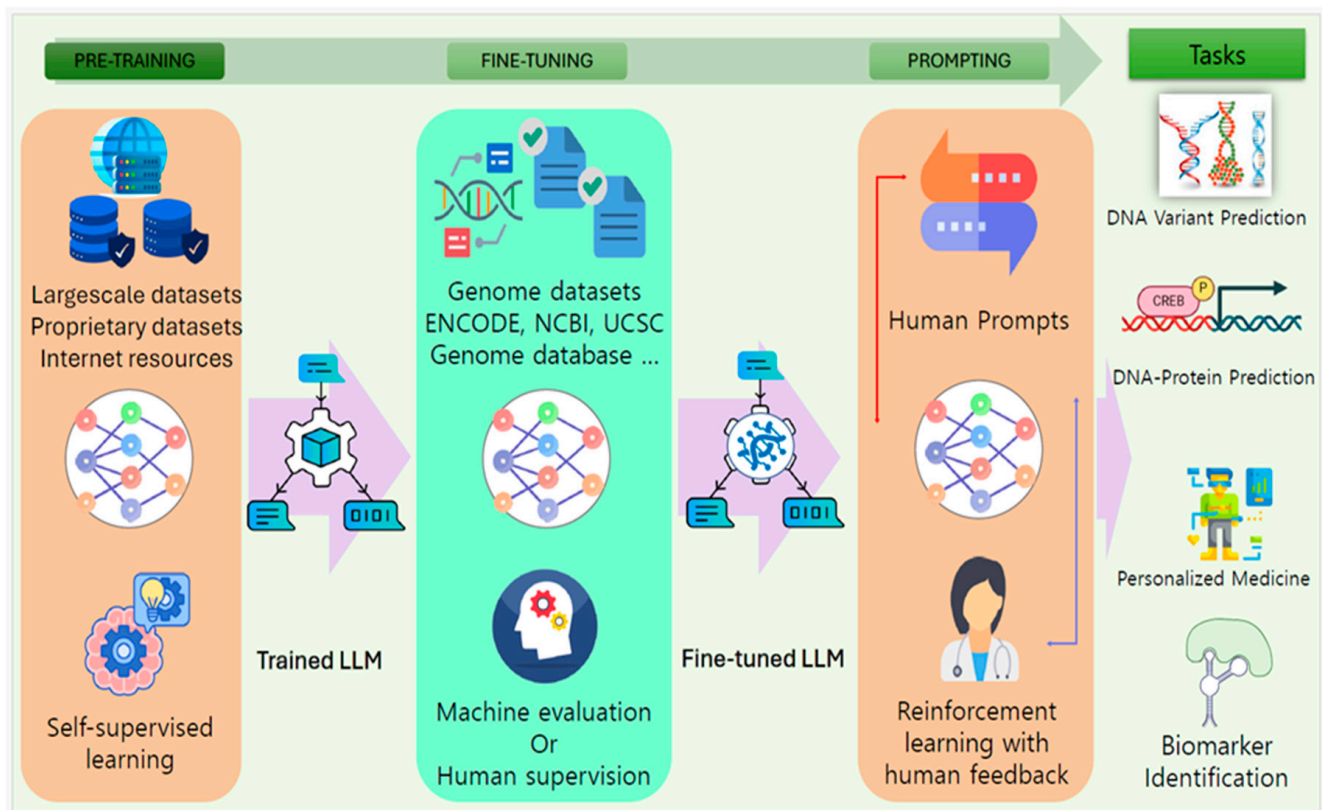 PRE-TRAINING
FINE-TUNING
PROMPTING
Tasks
Largescale datasets
Proprietary datasets
Internet resources
Self-supervised
learning
Trained LLM
0101
Genome datasets
ENCODE, NCBI, UCSC
Genome database ...
Machine evaluation
Or
Human supervision
Fine-tuned LLM
0101
Human Prompts
Reinforcement
learning with
human feedback
DNA Variant Prediction
CREB
P
DNA-Protein Prediction
Personalized Medicine
Biomarker
Identification